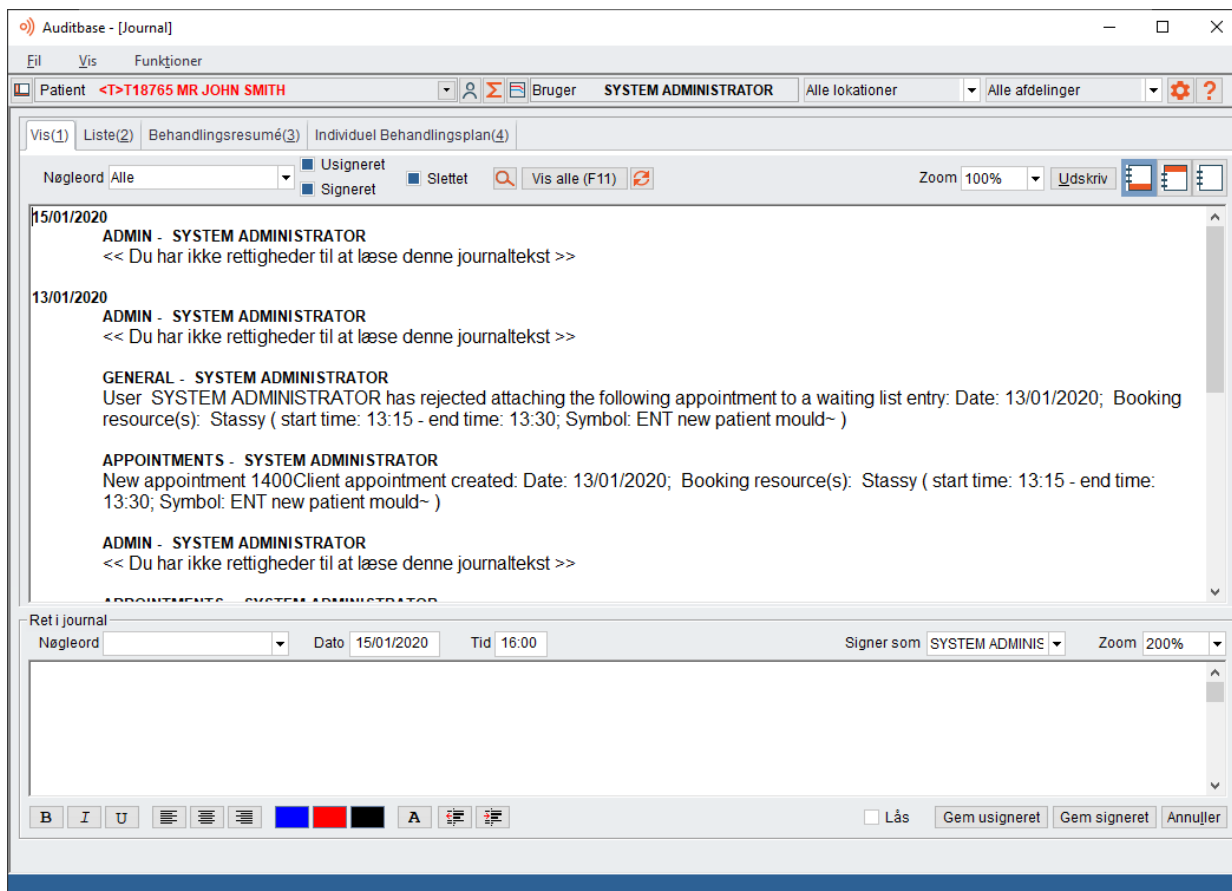 Auditbase - [Journal]
Fil Vis Funktioner
Patient <T>T18765 MR JOHN SMITH Bruger SYSTEM ADMINISTRATOR Alle lokationer Alle afdelinger
Vis(1) Liste(2) Behandlingsresumé(3) Individuel Behandlingsplan(4)
Nøgleord Alle Usigneret Signeret Slettet Vis alle (F11) Zoom 100% Udskriv
15/01/2020
ADMIN - SYSTEM ADMINISTRATOR
<< Du har ikke rettigheder til at læse denne journaltekst >>
13/01/2020
ADMIN - SYSTEM ADMINISTRATOR
<< Du har ikke rettigheder til at læse denne journaltekst >>
GENERAL - SYSTEM ADMINISTRATOR
User SYSTEM ADMINISTRATOR has rejected attaching the following appointment to a waiting list entry: Date: 13/01/2020; Booking
resource(s): Stassy ( start time: 13:15 - end time: 13:30; Symbol: ENT new patient mould~ )
APPOINTMENTS - SYSTEM ADMINISTRATOR
New appointment 1400Client appointment created: Date: 13/01/2020; Booking resource(s): Stassy ( start time: 13:15 - end time:
13:30; Symbol: ENT new patient mould~ )
ADMIN - SYSTEM ADMINISTRATOR
<< Du har ikke rettigheder til at læse denne journaltekst >>
APPOINTMENTS - SYSTEM ADMINISTRATOR
Ret i journal
Nøgleord Dato 15/01/2020 Tid 16:00 Signer som SYSTEM ADMINIS Zoom 200%
B I U A Lås Gem usigneret Gem signeret Annuller